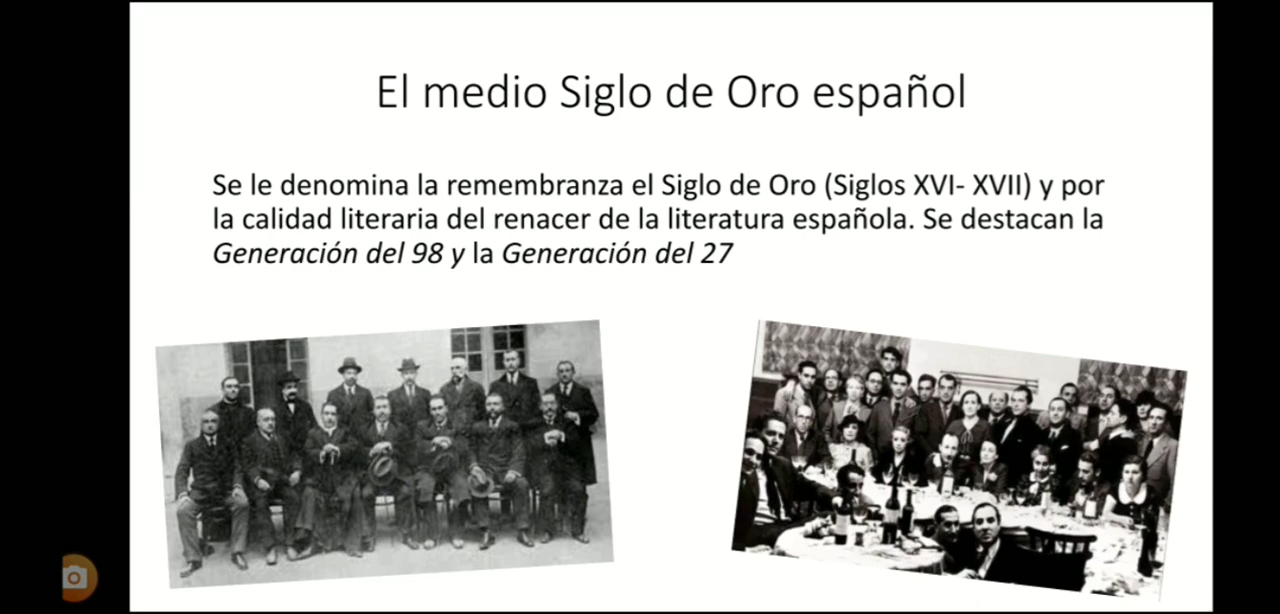 El medio Siglo de Oro español
Se le denomina la remembranza el Siglo de Oro (Siglos XVI- XVII) y por
la calidad literaria del renacer de la literatura española. Se destacan la
Generación del 98 y la Generación del 27